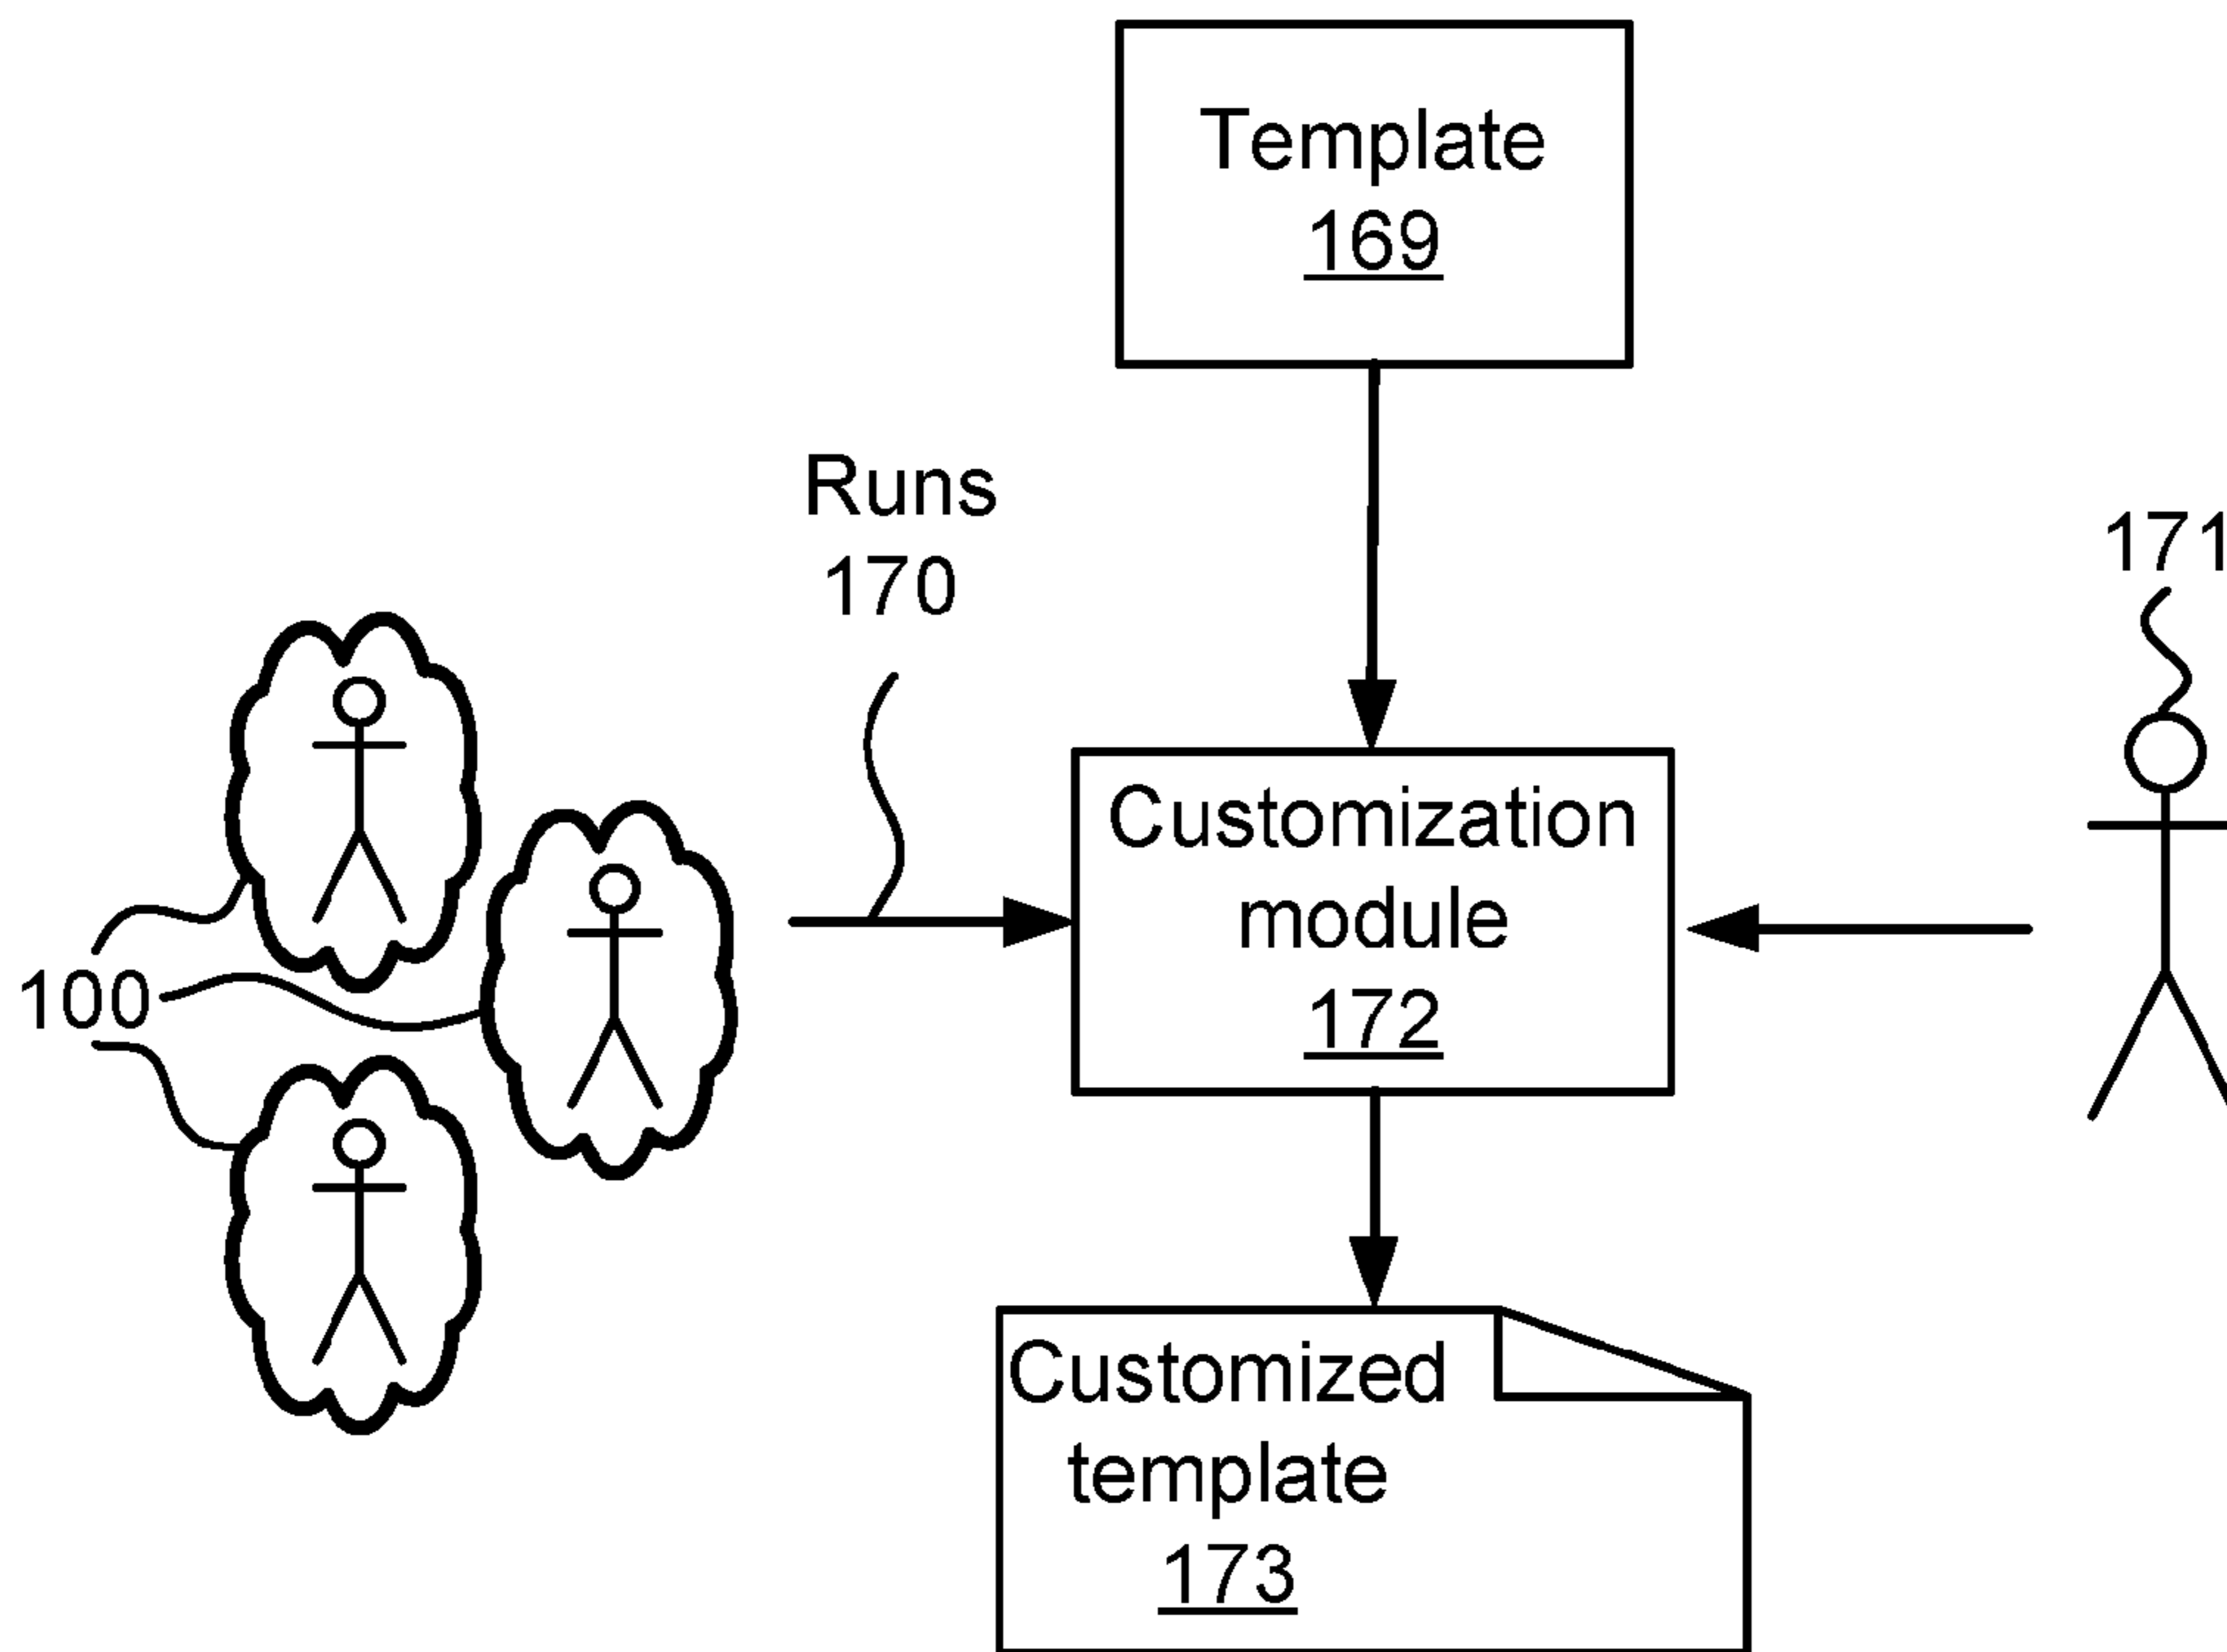 Template
169
Runs
170
171
Customization
module
172
100
Customized
template
173